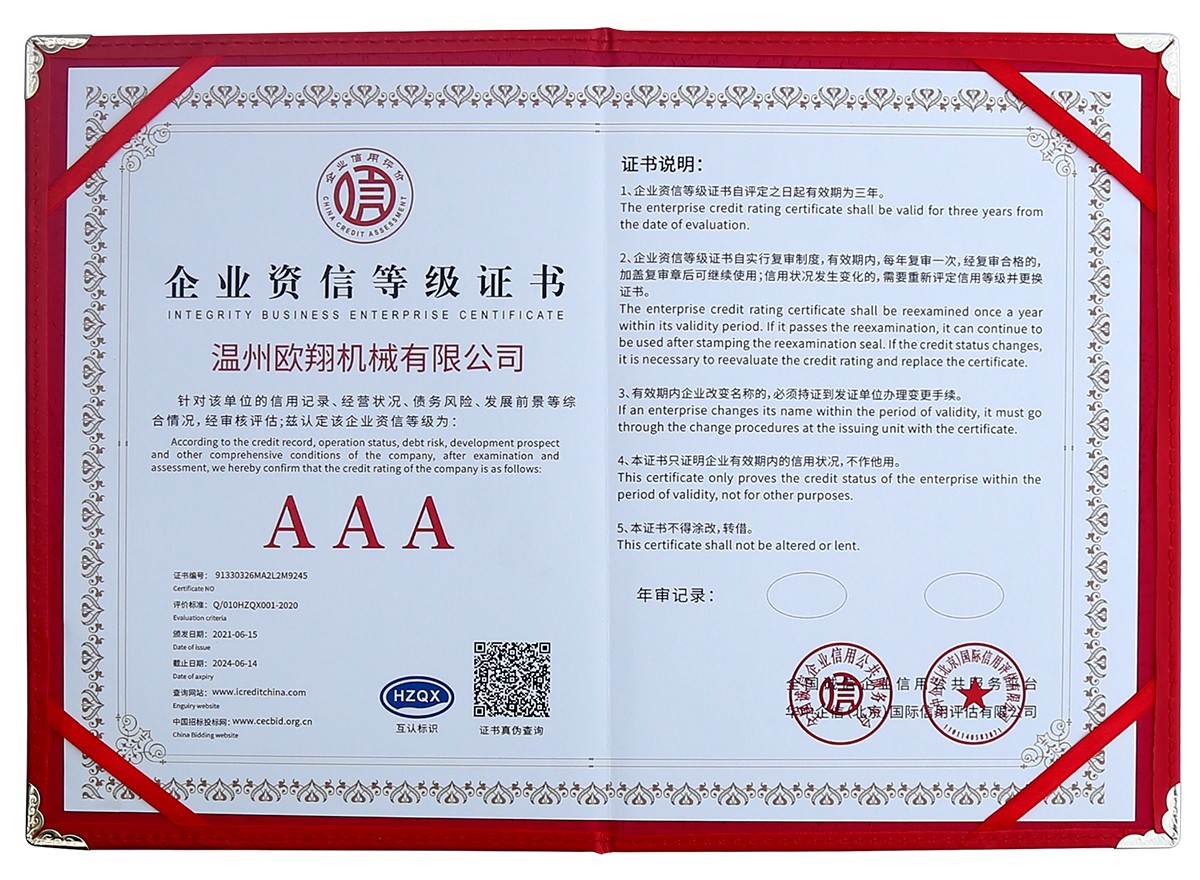 企业信用评价
CHINA CREDIT ASSESSMENT
信
企业资信等级证书
INTEGRITY BUSINESS ENTERPRISE CERTIFICATE
温州欧翔机械有限公司
针对该单位的信用记录、经营状况、债务风险、发展前景等综
合情况，经审核评估；兹认定该企业资信等级为：
According to the credit record, operation status, debt risk, development prospect
and other comprehensive conditions of the company, after examination and
assessment, we hereby confirm that the credit rating of the company is as follows:
AAA
证书编号： 91330326MA2L2M9245
Certificate NO
评价标准： Q/010HZQX001-2020
Evaluation criteria
颁发日期： 2021-06-15
Date of issue
截止日期： 2024-06-14
Date of axpiry
查询网站： www.icreditchina.com
Enguiry website
中国招标投标网：www.cecbid.org.cn
China Bidding website
HZQX
互认标识
证书真伪查询
证书说明：
1、企业资信等级证书自评定之日起有效期为三年。
The enterprise credit rating certificate shall be valid for three years from
the date of evaluation.
2、企业资信等级证书自实行复审制度，有效期内，每年复审一次，经复审合格的，
加盖复审章后可继续使用；信用状况发生变化的，需要重新评定信用等级并更换
证书。
The enterprise credit rating certificate shall be reexamined once a year
within its validity period. If it passes the reexamination, it can continue to
be used after stamping the reexamination seal. If the credit status changes,
it is necessary to reevaluate the credit rating and replace the certificate.
3、有效期内企业改变名称的，必须持证到发证单位办理变更手续。
If an enterprise changes its name within the period of validity, it must go
through the change procedures at the issuing unit with the certificate.
4、本证书只证明企业有效期内的信用状况，不作他用。
This certificate only proves the credit status of the enterprise within the
period of validity, not for other purposes.
5、本证书不得涂改，转借。
This certificate shall not be altered or lent.
年审记录：
全国诚信企业信用公共服务平台
华中企信(北京)国际信用评估有限公司